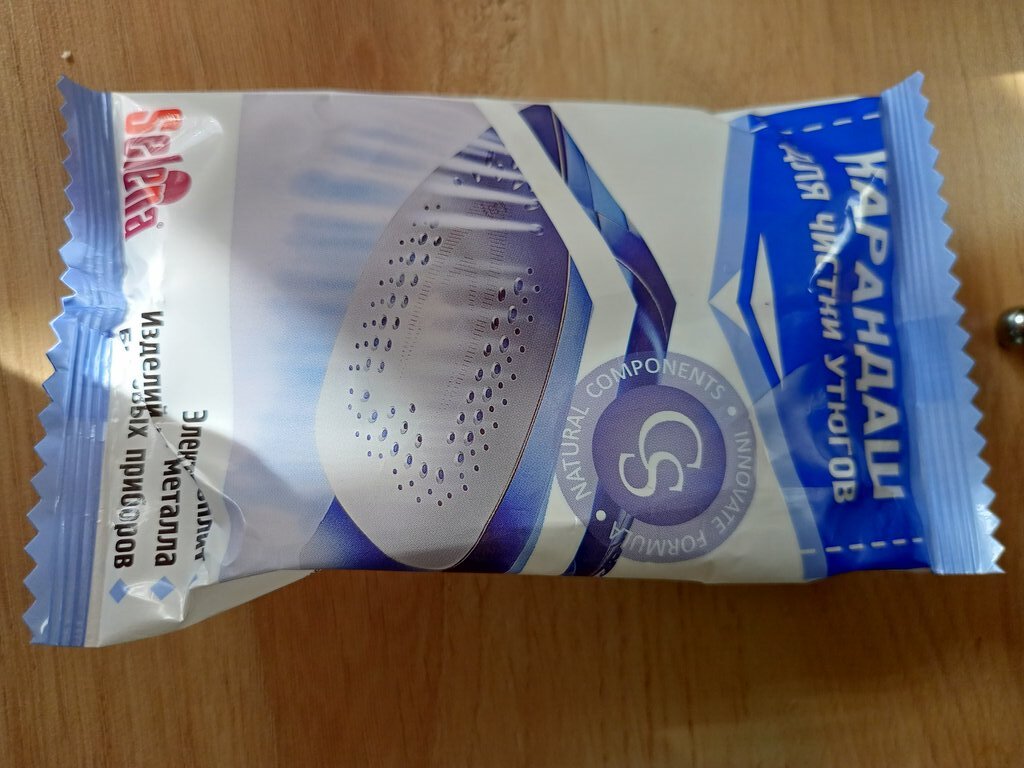 КАРАНДАШ
ДЛЯ ЧИСТКИ УТЮГОВ
NATURAL COMPONENTS • INNOVATE FORMULA •
CS
Selena®
изделий металла
приборов